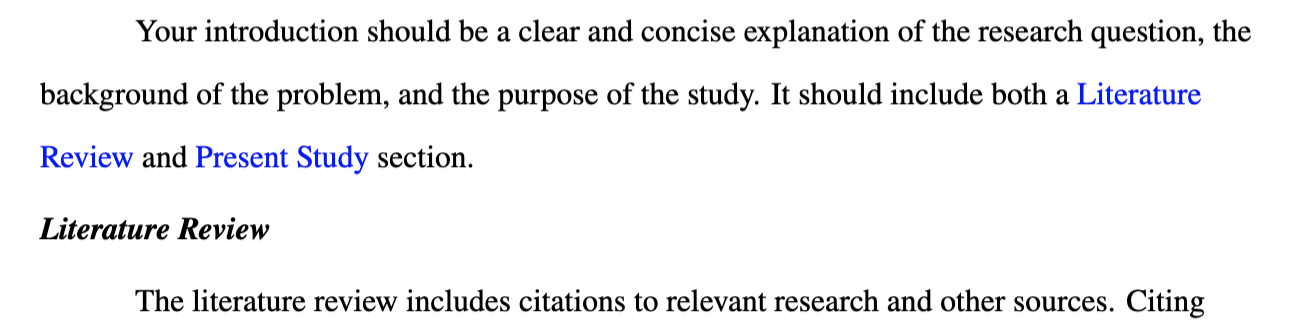 Your introduction should be a clear and concise explanation of the research question, the
background of the problem, and the purpose of the study. It should include both a Literature
Review and Present Study section.
Literature Review
The literature review includes citations to relevant research and other sources. Citing